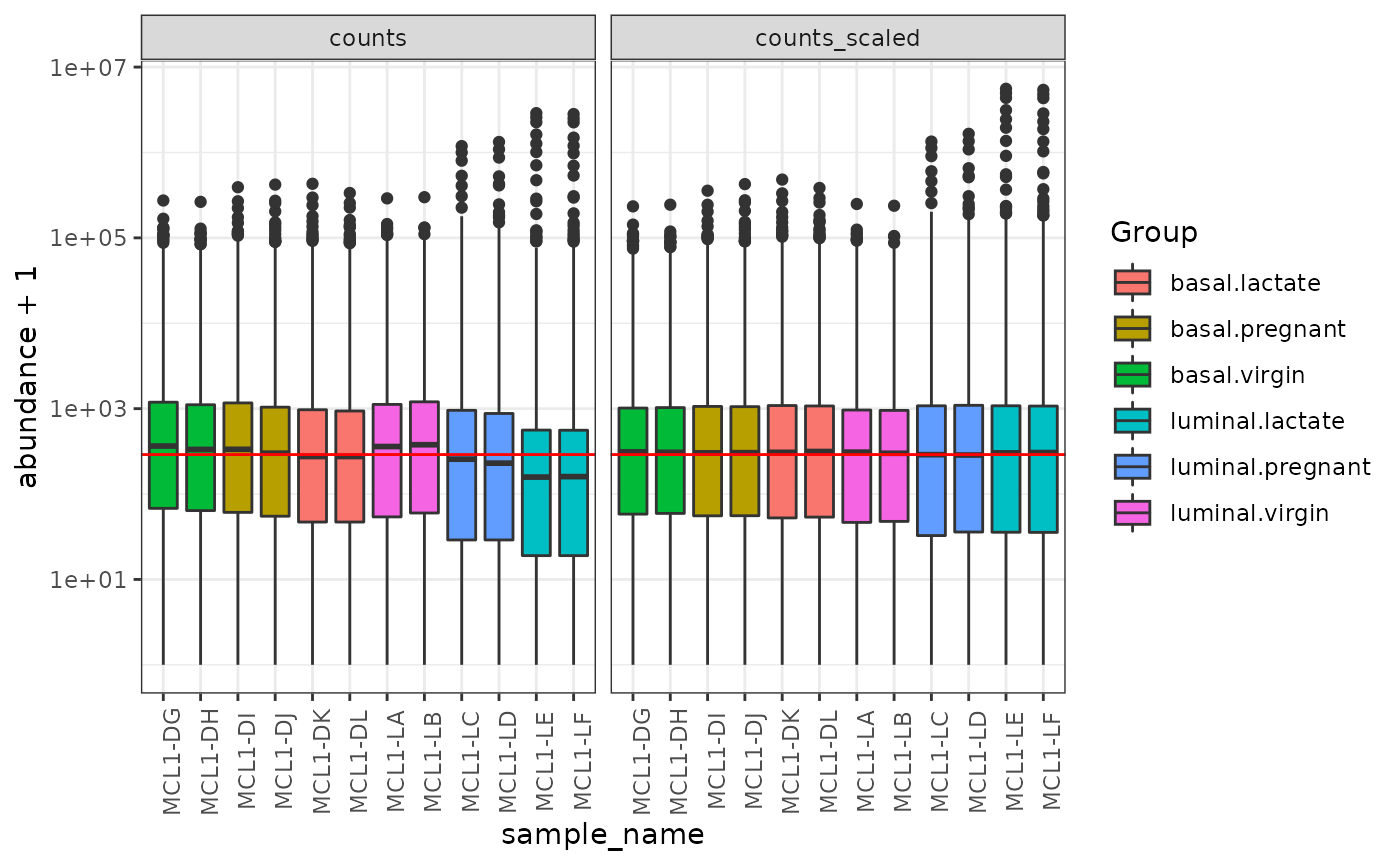 counts
counts_scaled
1e+07
1e+05
1e+03
1e+01
abundance + 1
MCL1-DG
MCL1-DH
MCL1-DI
MCL1-DJ
MCL1-DK
MCL1-DL
MCL1-LA
MCL1-LB
MCL1-LC
MCL1-LD
MCL1-LE
MCL1-LF
MCL1-DG
MCL1-DH
MCL1-DI
MCL1-DJ
MCL1-DK
MCL1-DL
MCL1-LA
MCL1-LB
MCL1-LC
MCL1-LD
MCL1-LE
MCL1-LF
sample_name
Group
basal.lactate
basal.pregnant
basal.virgin
luminal.lactate
luminal.pregnant
luminal.virgin